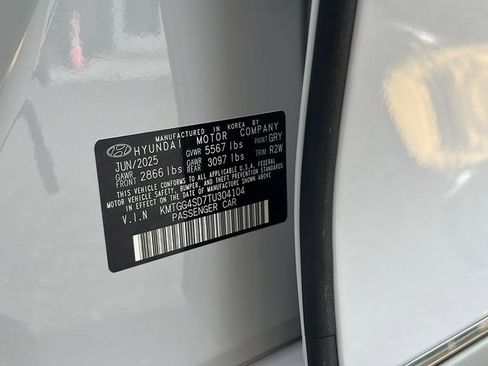 MANUFACTURED IN KOREA BY
HYUNDAI MOTOR COMPANY
JUN/2025 GVWR 5567 lbs PAINT GRY
GAWR FRONT 2866 lbs GAWR REAR 3097 lbs TRIM R2W
THIS VEHICLE CONFORMS TO ALL APPLICABLE U.S.A. FEDERAL
MOTOR VEHICLE SAFETY, BUMPER, AND THEFT PREVENTION STANDARDS
IN EFFECT ON THE DATE OF MANUFACTURE SHOWN ABOVE.
V.I.N KMTGG4SD7TU304104
PASSENGER CAR